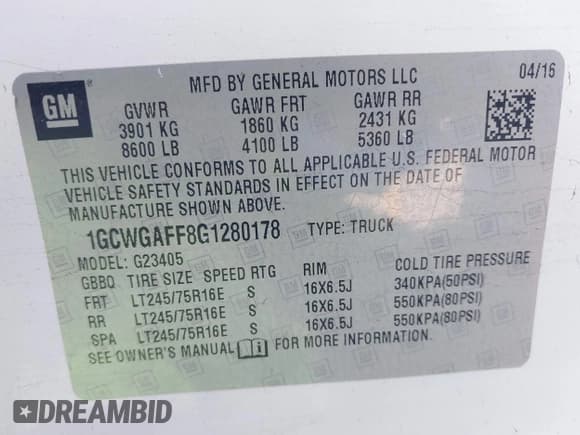 GM
MFD BY GENERAL MOTORS LLC 04/16
GVWR GAWR FRT GAWR RR
3901 KG 1860 KG 2431 KG
8600 LB 4100 LB 5360 LB
THIS VEHICLE CONFORMS TO ALL APPLICABLE U.S. FEDERAL MOTOR
VEHICLE SAFETY STANDARDS IN EFFECT ON THE DATE OF
MANUFACTURE SHOWN ABOVE.
1GCWGAFF8G1280178 TYPE: TRUCK
MODEL: G23405
GBBQ TIRE SIZE SPEED RTG RIM COLD TIRE PRESSURE
FRT LT245/75R16E S 16X6.5J 340KPA(50PSI)
RR LT245/75R16E S 16X6.5J 550KPA(80PSI)
SPA LT245/75R16E S 16X6.5J 550KPA(80PSI)
SEE OWNER'S MANUAL i FOR MORE INFORMATION.
DREAMBID